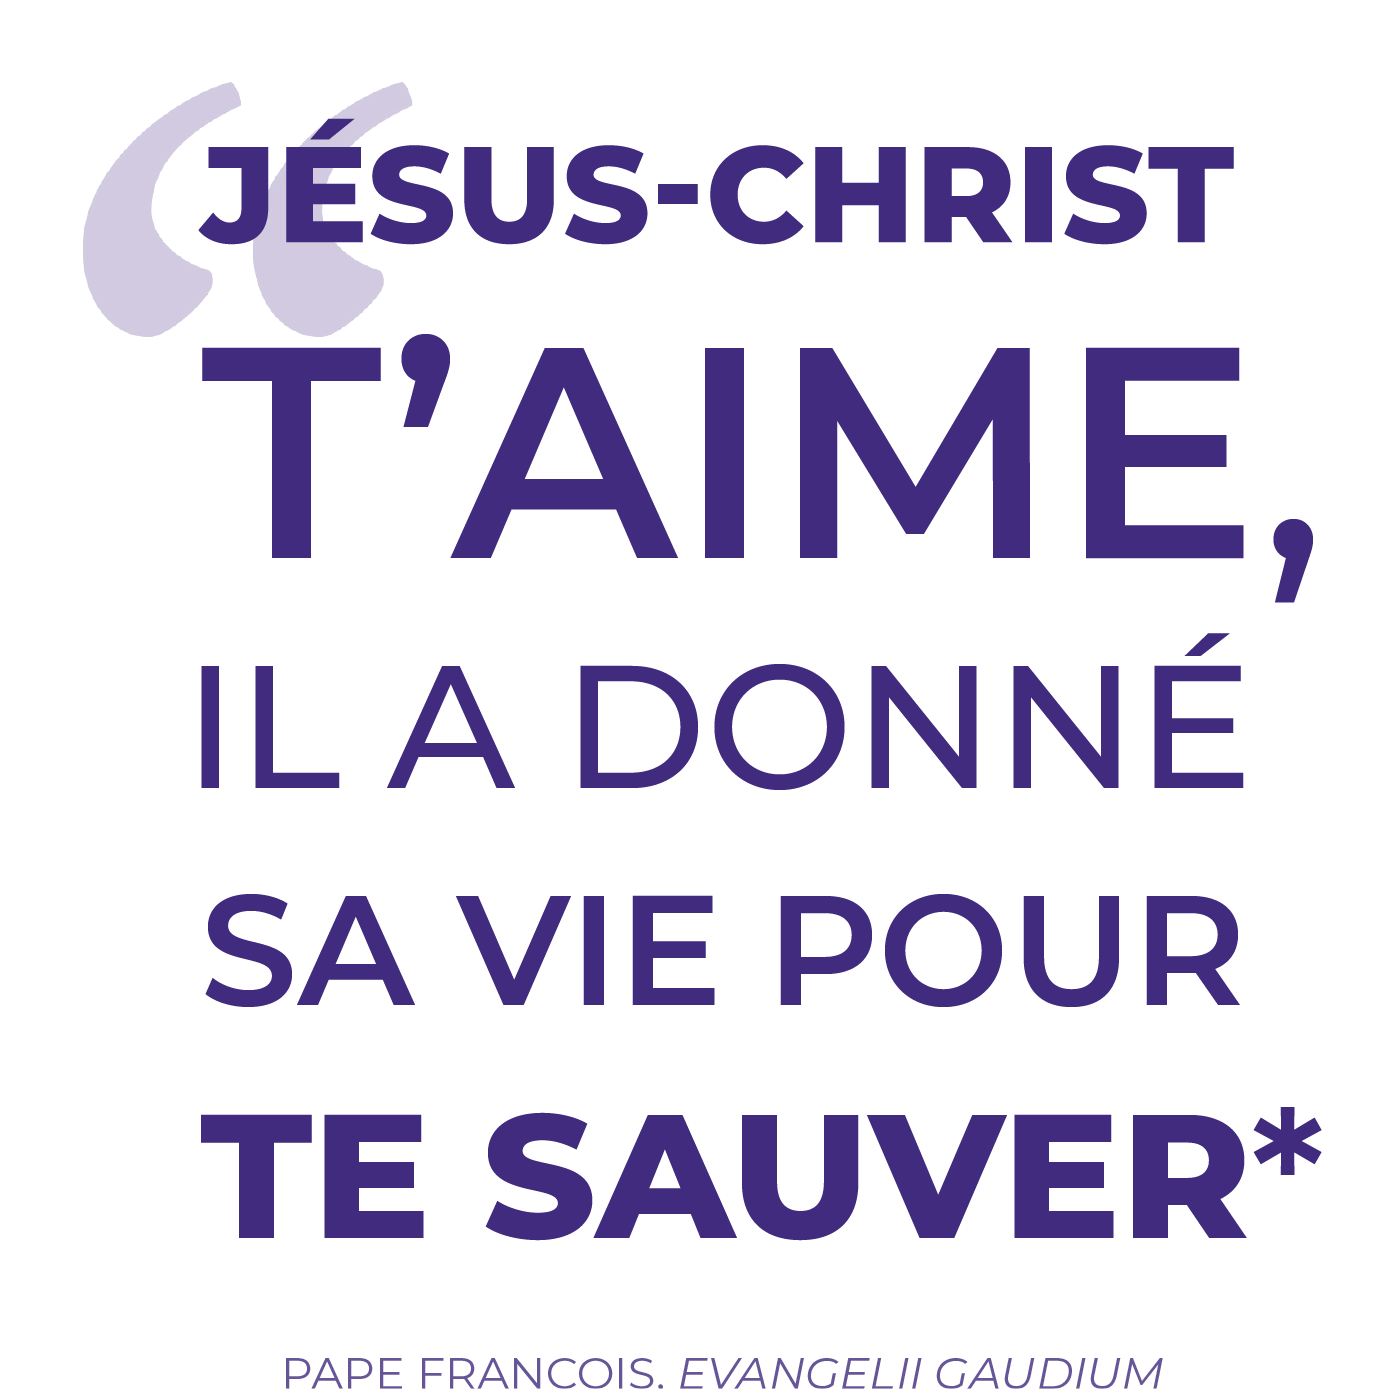 “JÉSUS-CHRIST
T’AIME,
IL A DONNÉ
SA VIE POUR
TE SAUVER*
PAPE FRANCOIS. EVANGELII GAUDIUM